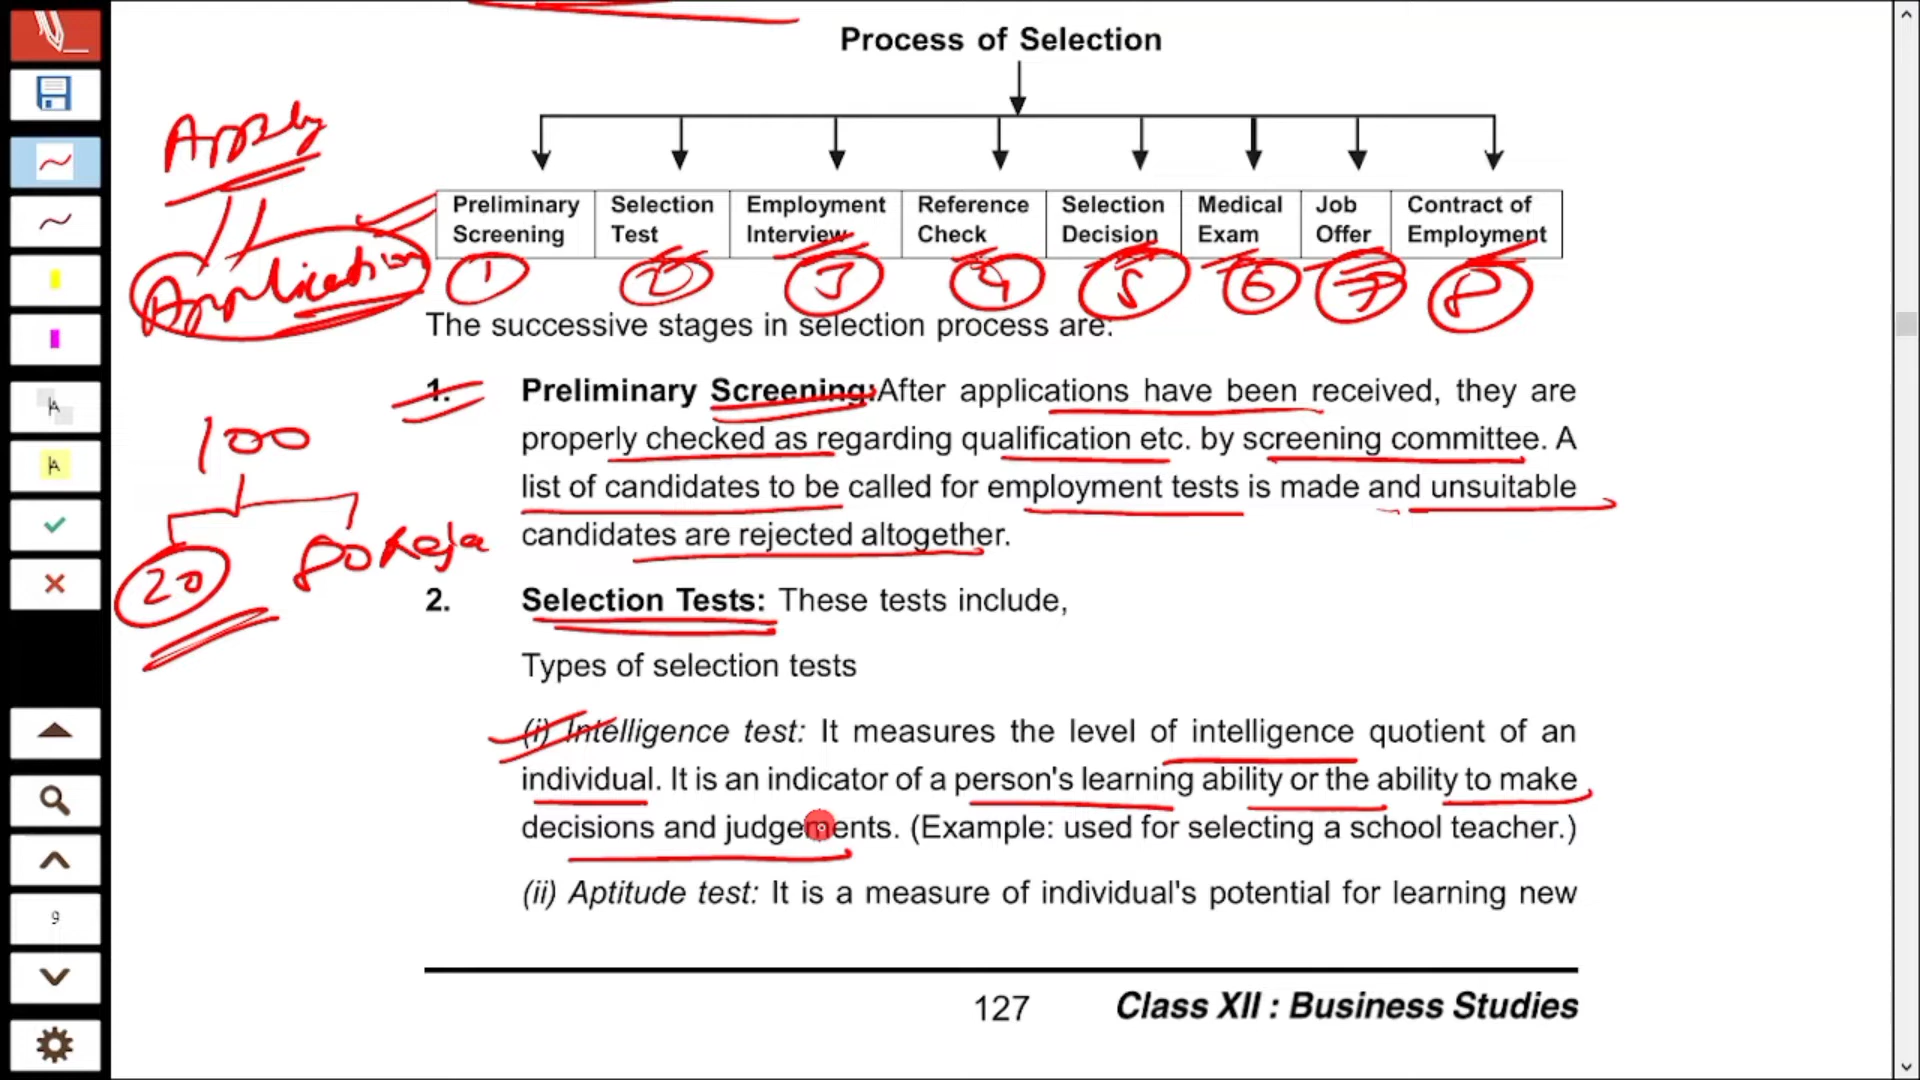 Process of Selection
Apply
Preliminary Screening
Selection Test
Employment Interview
Reference Check
Selection Decision
Medical Exam
Job Offer
Contract of Employment
Application
1 2 3 4 5 6 7 8
The successive stages in selection process are:
1. Preliminary Screening:After applications have been received, they are
properly checked as regarding qualification etc. by screening committee. A
list of candidates to be called for employment tests is made and unsuitable
candidates are rejected altogether.
100
20
80
2. Selection Tests: These tests include,
Types of selection tests
(i) Intelligence test: It measures the level of intelligence quotient of an
individual. It is an indicator of a person's learning ability or the ability to make
decisions and judgements. (Example: used for selecting a school teacher.)
(ii) Aptitude test: It is a measure of individual's potential for learning new
127 Class XII : Business Studies
9